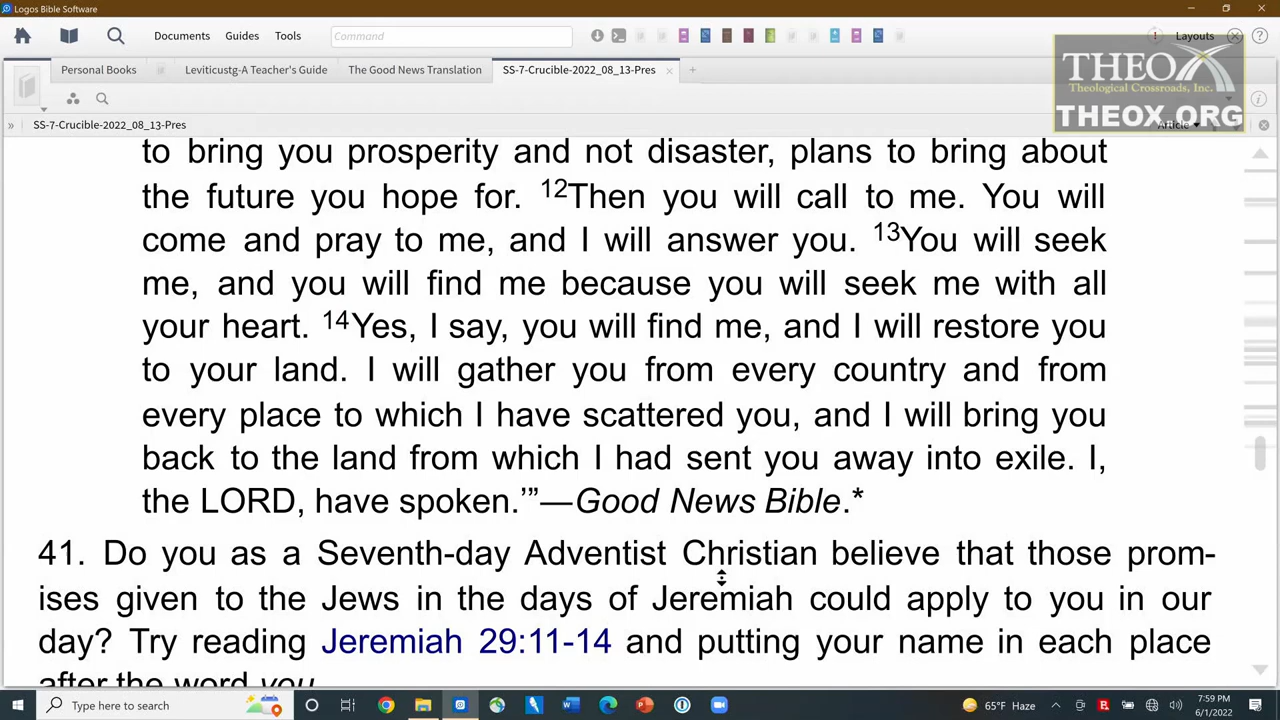 Logos Bible Software
Documents Guides Tools Command Layouts
THEOX
Theological Crossroads, Inc.
THEOX.ORG
Personal Books Leviticustg-A Teacher's Guide The Good News Translation SS-7-Crucible-2022_08_13-Pres
SS-7-Crucible-2022_08_13-Pres Article
to bring you prosperity and not disaster, plans to bring about
the future you hope for. 12Then you will call to me. You will
come and pray to me, and I will answer you. 13You will seek
me, and you will find me because you will seek me with all
your heart. 14Yes, I say, you will find me, and I will restore you
to your land. I will gather you from every country and from
every place to which I have scattered you, and I will bring you
back to the land from which I had sent you away into exile. I,
the LORD, have spoken.’”—Good News Bible.*
41. Do you as a Seventh-day Adventist Christian believe that those prom-
ises given to the Jews in the days of Jeremiah could apply to you in our
day? Try reading Jeremiah 29:11-14 and putting your name in each place
after the word you.
Type here to search 65°F Haze 7:59 PM
6/1/2022